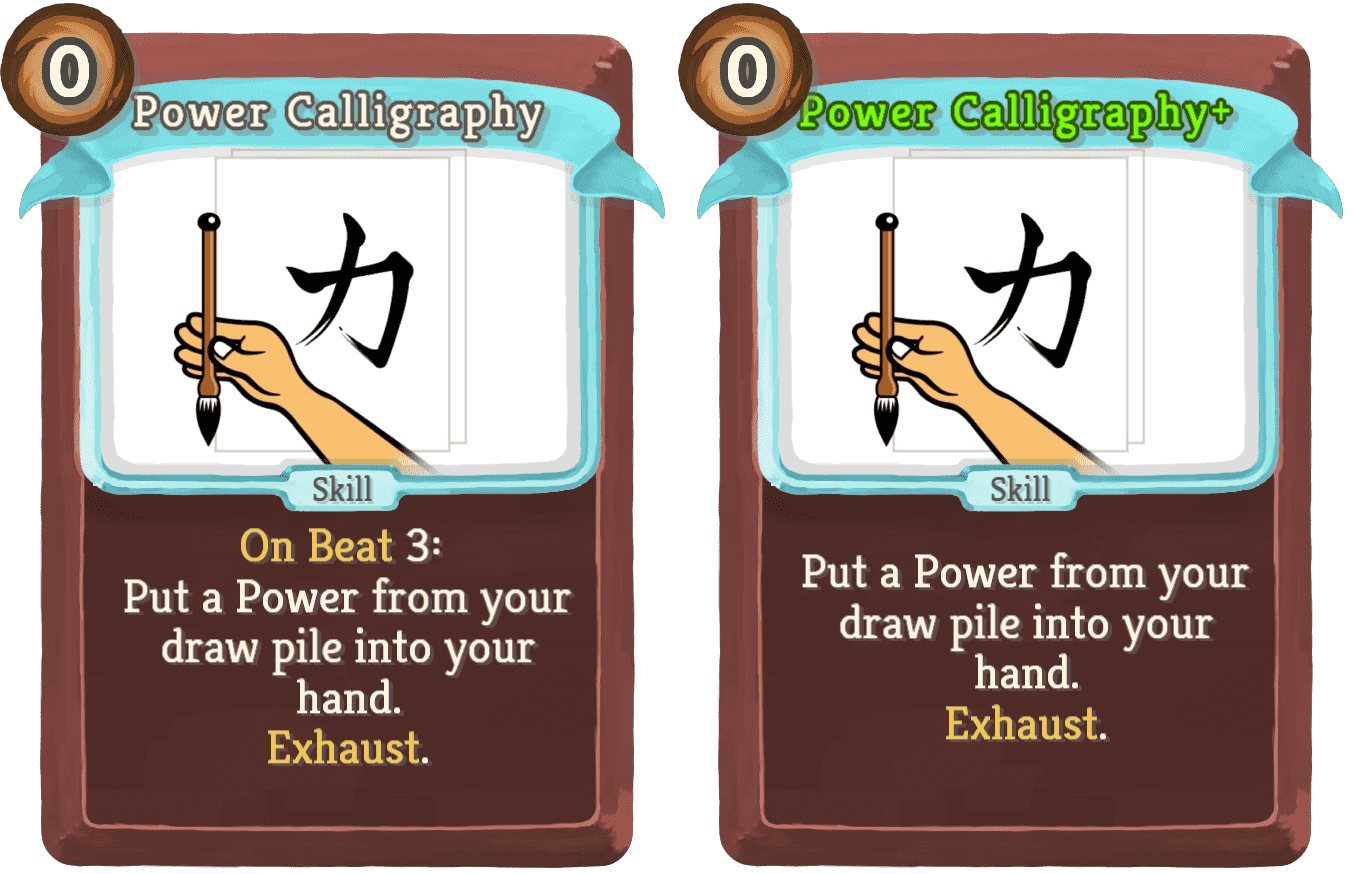 0
Power Calligraphy
力
Skill
On Beat 3:
Put a Power from your
draw pile into your
hand.
Exhaust.
0
Power Calligraphy+
力
Skill
Put a Power from your
draw pile into your
hand.
Exhaust.